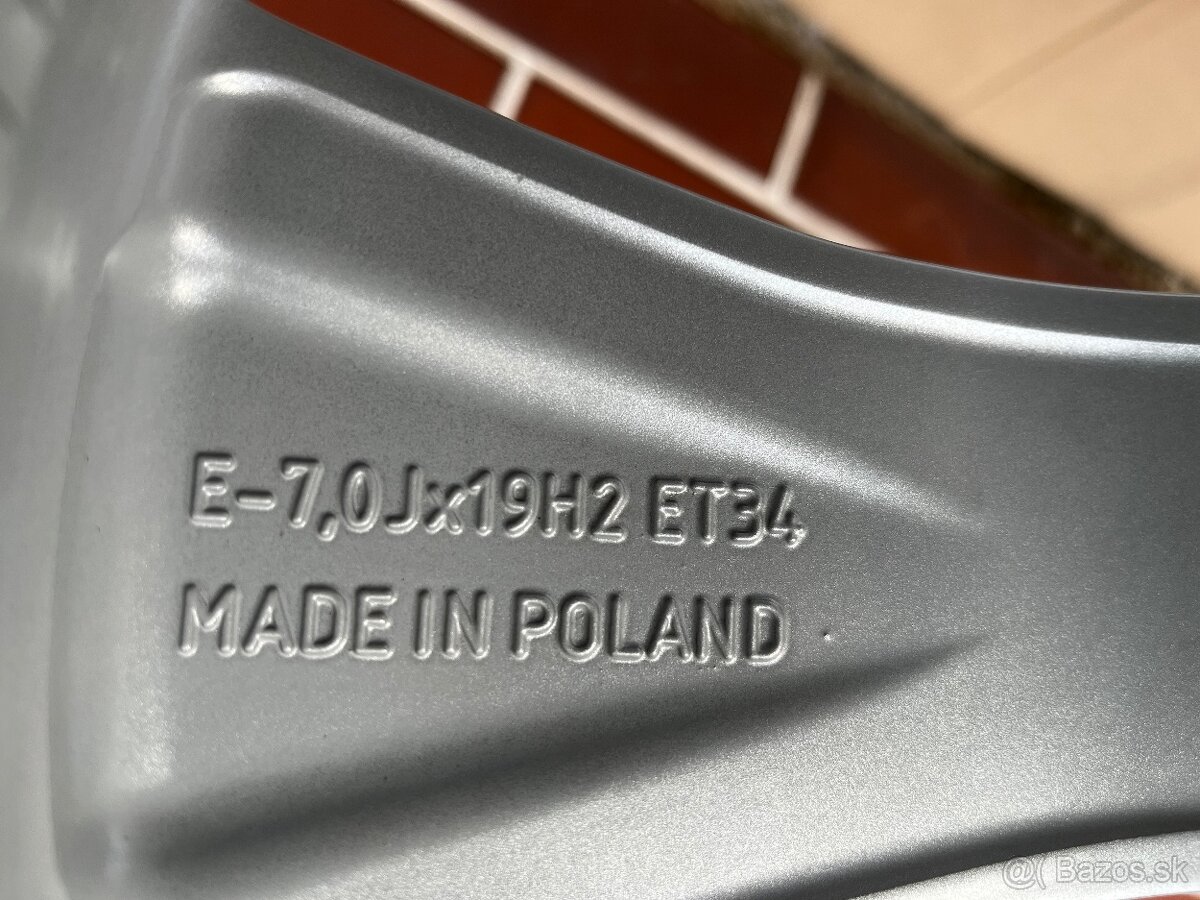 E-7,0Jx19H2 ET34
MADE IN POLAND
@( Bazos.sk